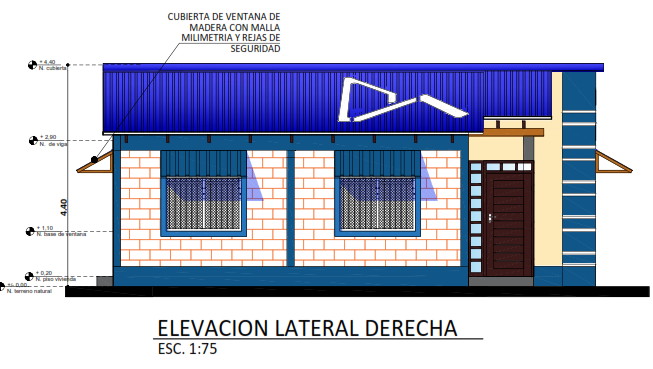 CUBIERTA DE VENTANA DE
MADERA CON MALLA
MILIMETRIA Y REJAS DE
SEGURIDAD
+ 4,40
N. cubierta
+ 2,90
N. de viga
4,40
+ 1,10
N. base de ventana
+ 0,20
N. piso vivienda
+/- 0,00
N. terreno natural
ELEVACION LATERAL DERECHA
ESC. 1:75